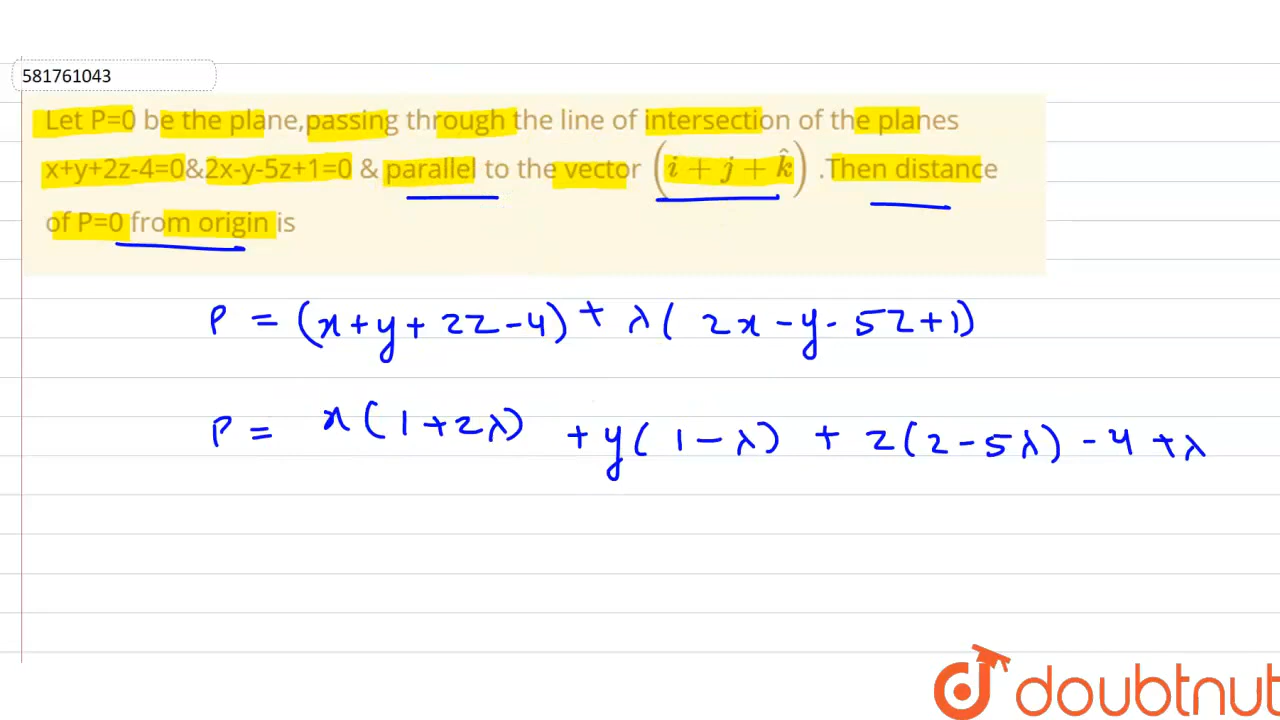 581761043
Let P=0 be the plane,passing through the line of intersection of the planes
x+y+2z-4=0&2x-y-5z+1=0 & parallel to the vector (i + j + k̂) .Then distance
of P=0 from origin is
P = (x+y+2z-4)+ λ( 2x-y-5z+1)
P = x(1+2λ) + y(1-λ) + z(2-5λ) -4 +λ
doubtnut